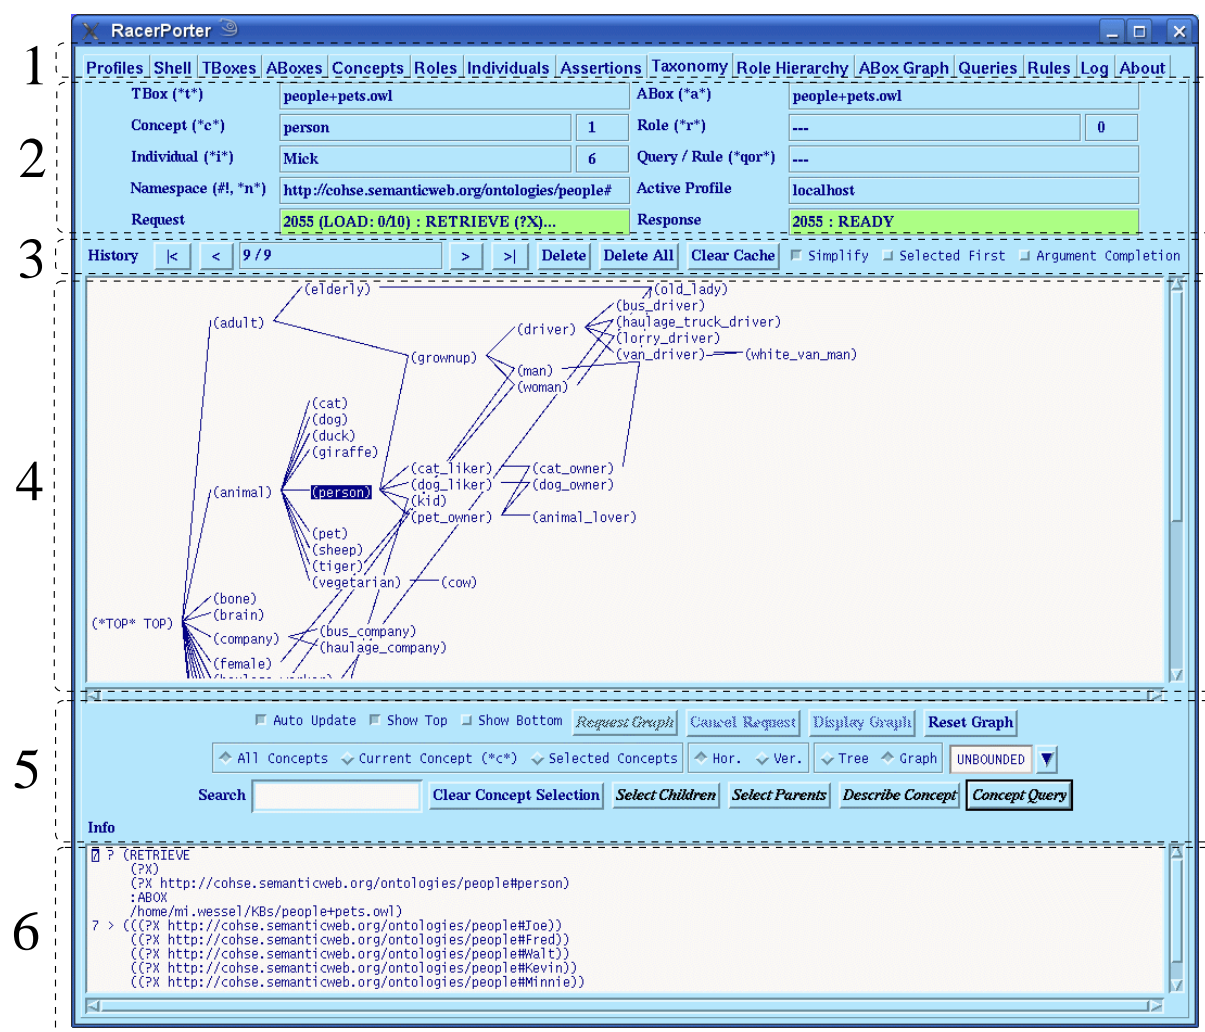 RacerPorter
1
Profiles Shell TBoxes ABoxes Concepts Roles Individuals Assertions Taxonomy Role Hierarchy ABox Graph Queries Rules Log About
2
TBox (*t*) people+pets.owl ABox (*a*) people+pets.owl
Concept (*c*) person 1 Role (*r*) --- 0
Individual (*i*) Mick 6 Query / Rule (*qor*) ---
Namespace (#!, *n*) http://cohse.semanticweb.org/ontologies/people# Active Profile localhost
Request 2055 (LOAD: 0/10) : RETRIEVE (?X)... Response 2055 : READY
3
History |< < 9 / 9 > >| Delete Delete All Clear Cache Simplify Selected First Argument Completion
4
(elderly) (old_lady)
(bus_driver)
(adult) (haulage_truck_driver)
(driver)
(lorry_driver)
(grownup) (van_driver) (white_van_man)
(man)
(woman)
(cat)
(dog)
(duck)
(giraffe)
(cat_liker) (cat_owner)
(dog_liker) (dog_owner)
(animal) (person)
(kid)
(pet_owner) (animal_lover)
(pet)
(sheep)
(tiger)
(vegetarian) (cow)
(bone)
(brain)
(*TOP* TOP)
(bus_company)
(company)
(haulage_company)
(female)
(haulage_worker)
5
Auto Update Show Top Show Bottom Request Graph Cancel Request Display Graph Reset Graph
All Concepts Current Concept (*c*) Selected Concepts Hor. Ver. Tree Graph UNBOUNDED
Search Clear Concept Selection Select Children Select Parents Describe Concept Concept Query
Info
6
7 ? (RETRIEVE
(?X)
(?X http://cohse.semanticweb.org/ontologies/people#person)
:ABOX
/home/mi.wessel/KBs/people+pets.owl)
7 > (((?X http://cohse.semanticweb.org/ontologies/people#Joe))
((?X http://cohse.semanticweb.org/ontologies/people#Fred))
((?X http://cohse.semanticweb.org/ontologies/people#Walt))
((?X http://cohse.semanticweb.org/ontologies/people#Kevin))
((?X http://cohse.semanticweb.org/ontologies/people#Minnie))